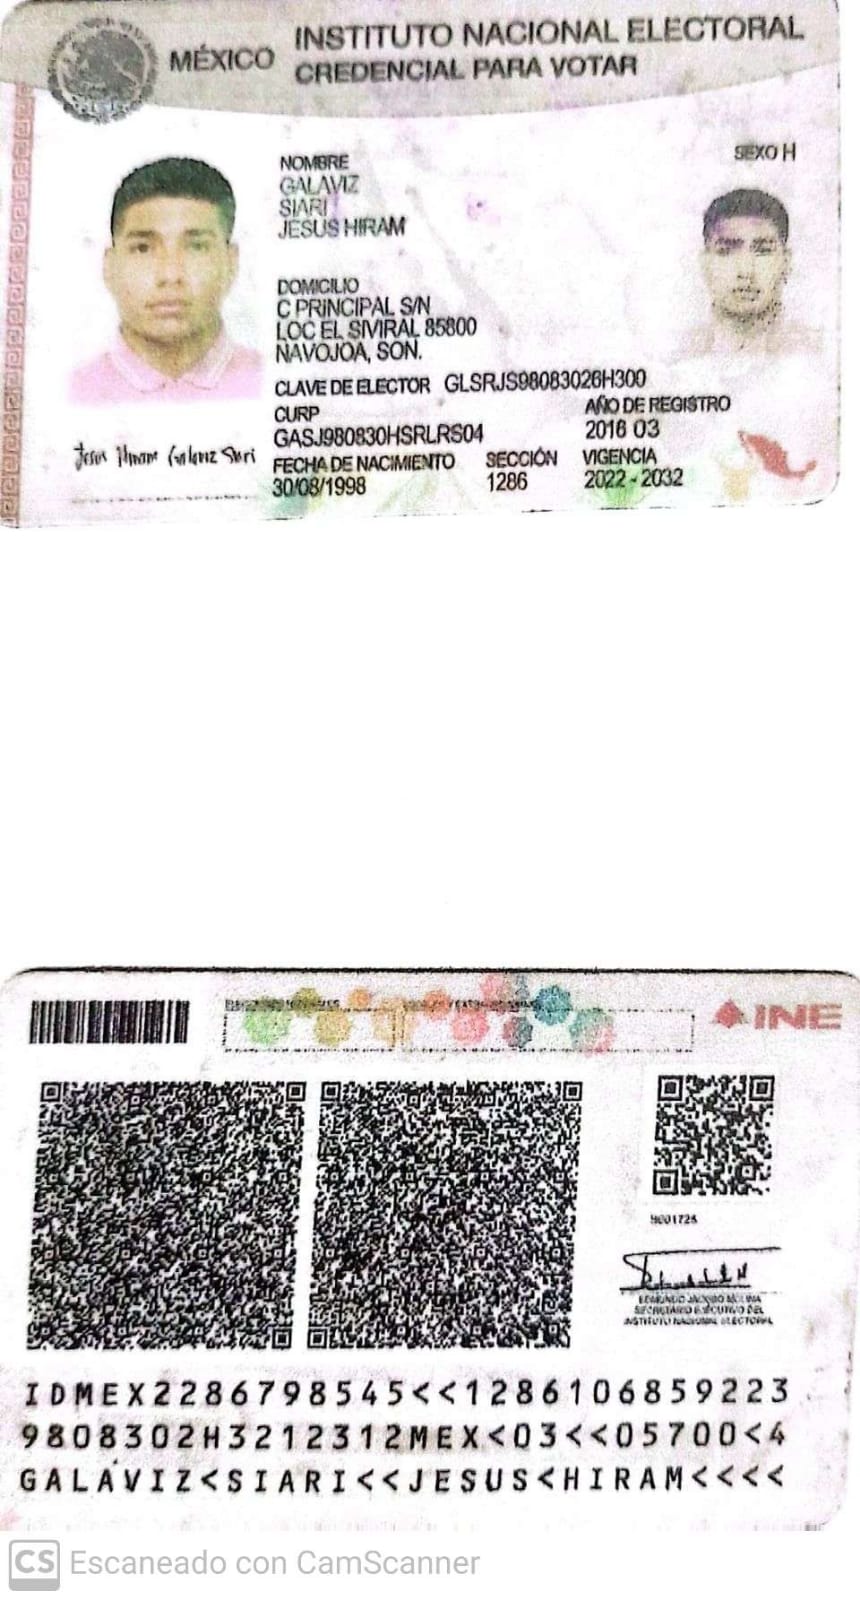 MÉXICO
INSTITUTO NACIONAL ELECTORAL
CREDENCIAL PARA VOTAR
NOMBRE
GALAVIZ
SIARI
JESUS HIRAM
SEXO H
DOMICILIO
C PRINCIPAL S/N
LOC EL SIVIRAL 85800
NAVOJOA, SON.
CLAVE DE ELECTOR GLSRJS98083026H300
CURP
GASJ980830HSRLRS04
AÑO DE REGISTRO
2016 03
FECHA DE NACIMIENTO
30/08/1998
SECCIÓN
1286
VIGENCIA
2022 - 2032
Jesus Hiram Galaviz Siari
INE
EDMUNDO JACOBO MOLINA
SECRETARIO EJECUTIVO DEL
INSTITUTO NACIONAL ELECTORAL
IDMEX2286798545<<1286106859223
9808302H3212312MEX<03<<05700<4
GALAVIZ<SIARI<<JESUS<HIRAM<<<<
CS Escaneado con CamScanner